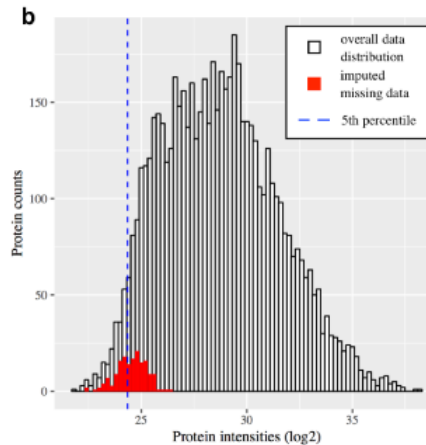 b
overall data
distribution
imputed
missing data
5th percentile
150
100
50
0
Protein counts
25 30 35
Protein intensities (log2)